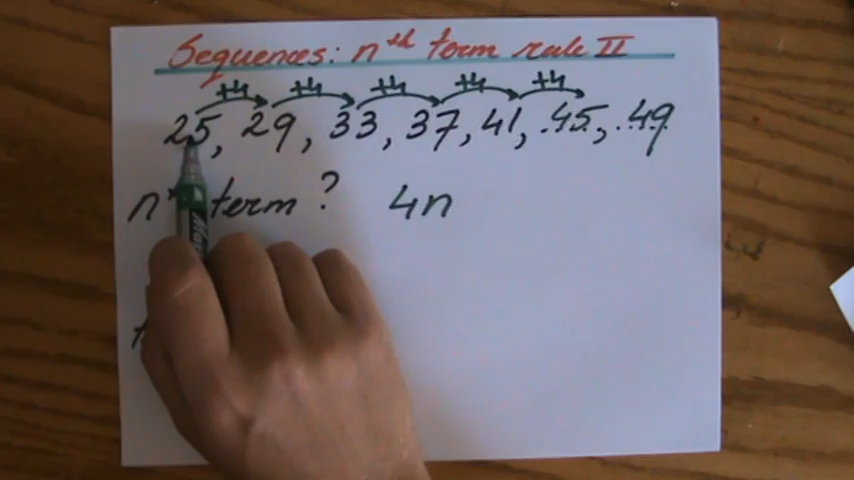 Sequences: nth term rule II
+4 +4 +4 +4 +4
25, 29, 33, 37, 41, 45, 49
term ? 4n